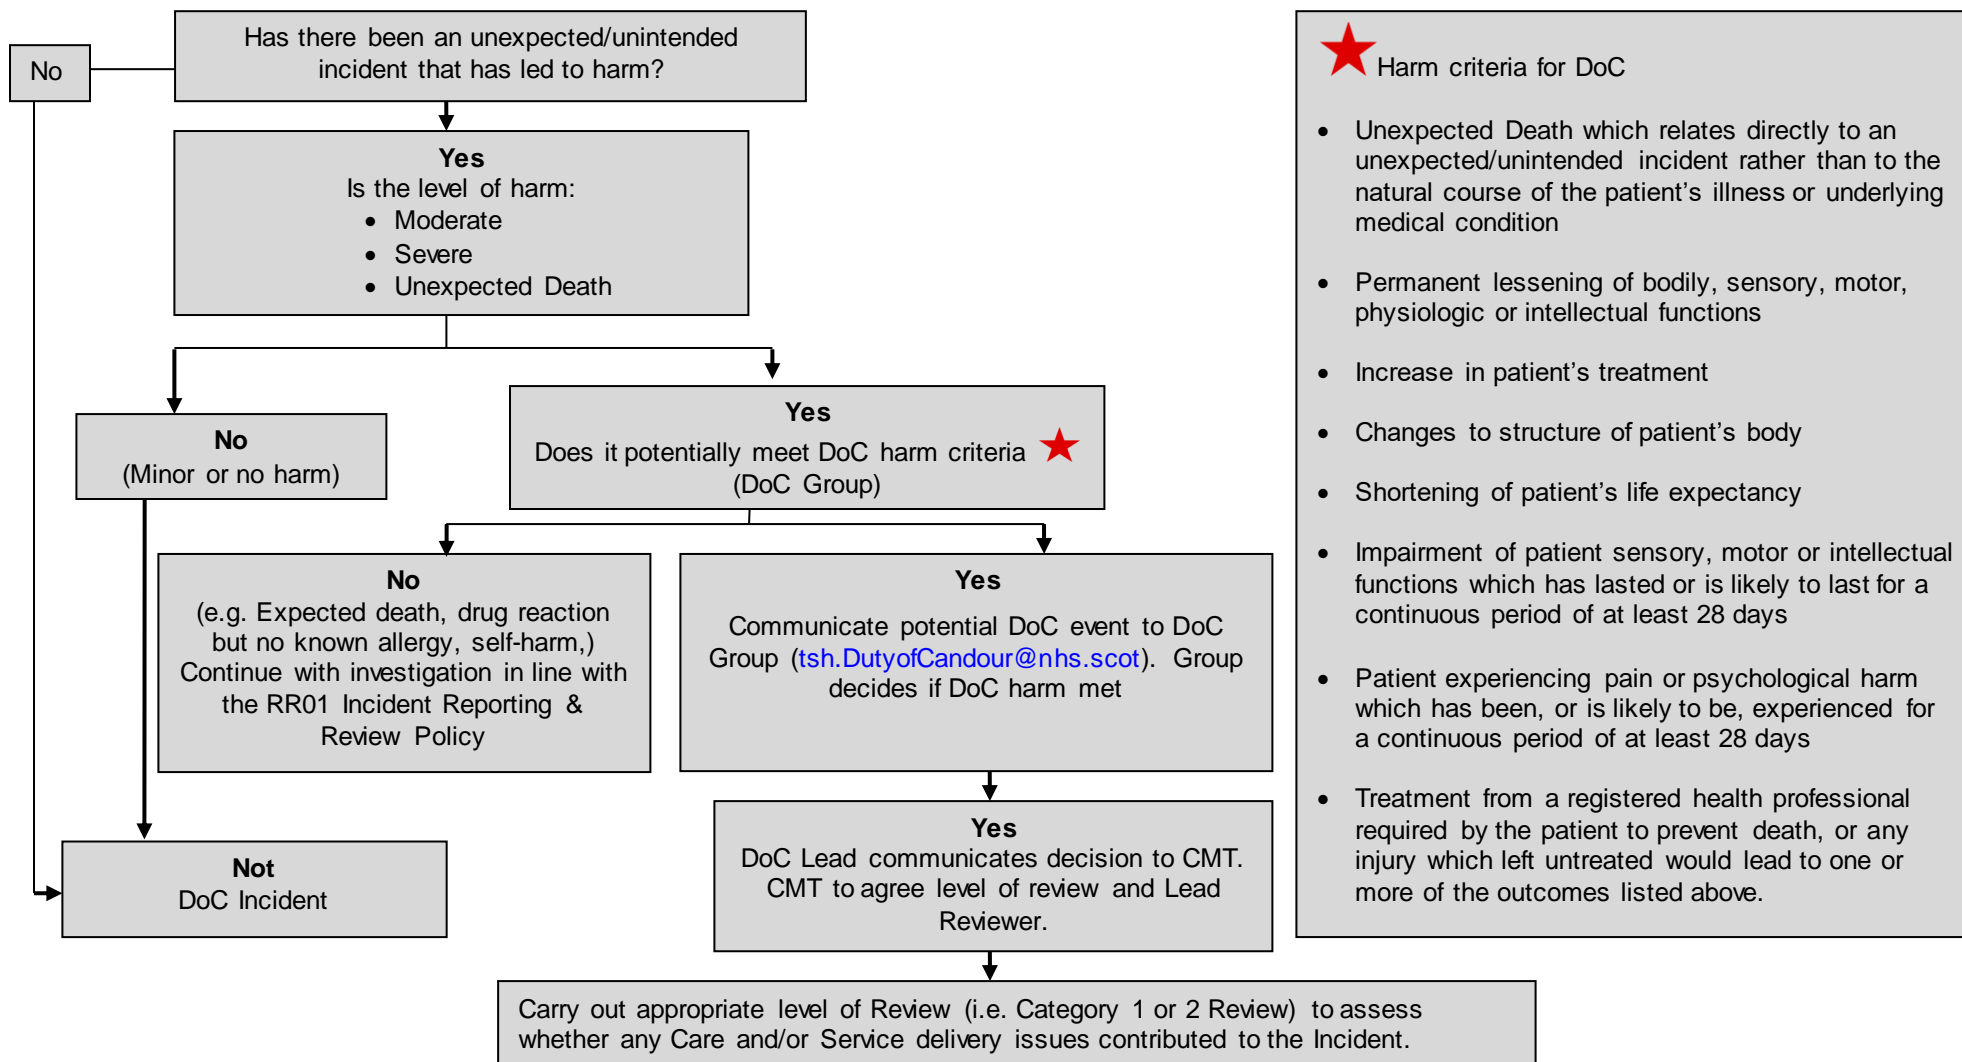 Has there been an unexpected/unintended
incident that has led to harm?
No
Yes
Is the level of harm:
• Moderate
• Severe
• Unexpected Death
No
(Minor or no harm)
Yes
Does it potentially meet DoC harm criteria
(DoC Group)
No
(e.g. Expected death, drug reaction
but no known allergy, self-harm,)
Continue with investigation in line with
the RR01 Incident Reporting &
Review Policy
Yes
Communicate potential DoC event to DoC
Group (tsh.DutyofCandour@nhs.scot). Group
decides if DoC harm met
Not
DoC Incident
Yes
DoC Lead communicates decision to CMT.
CMT to agree level of review and Lead
Reviewer.
Carry out appropriate level of Review (i.e. Category 1 or 2 Review) to assess
whether any Care and/or Service delivery issues contributed to the Incident.
Harm criteria for DoC
• Unexpected Death which relates directly to an
unexpected/unintended incident rather than to the
natural course of the patient's illness or underlying
medical condition
• Permanent lessening of bodily, sensory, motor,
physiologic or intellectual functions
• Increase in patient's treatment
• Changes to structure of patient's body
• Shortening of patient's life expectancy
• Impairment of patient sensory, motor or intellectual
functions which has lasted or is likely to last for a
continuous period of at least 28 days
• Patient experiencing pain or psychological harm
which has been, or is likely to be, experienced for
a continuous period of at least 28 days
• Treatment from a registered health professional
required by the patient to prevent death, or any
injury which left untreated would lead to one or
more of the outcomes listed above.